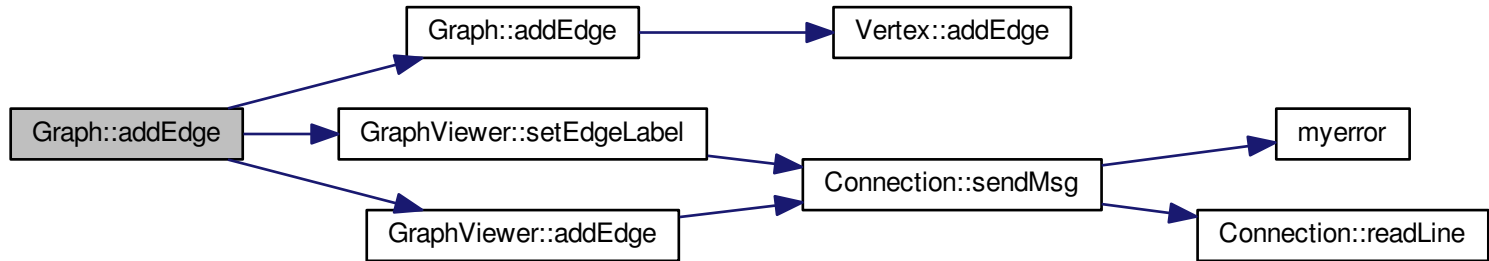 Graph::addEdge
Vertex::addEdge
Graph::addEdge
GraphViewer::setEdgeLabel
myerror
Connection::sendMsg
GraphViewer::addEdge
Connection::readLine